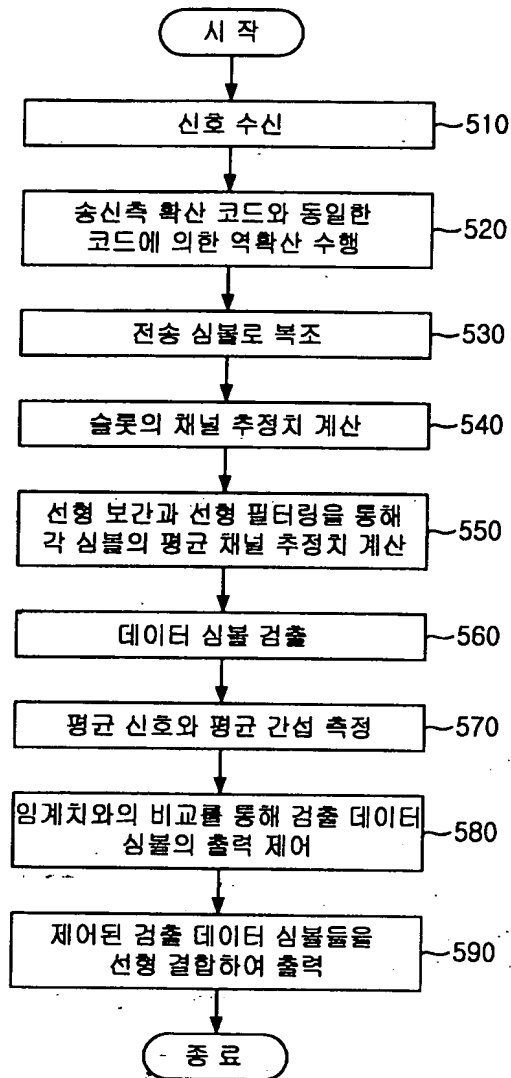 시 작
신호 수신
510
송신측 확산 코드와 동일한
코드에 의한 역확산 수행
520
전송 심볼로 복조
530
슬롯의 채널 추정치 계산
540
선형 보간과 선형 필터링을 통해
각 심볼의 평균 채널 추정치 계산
550
데이터 심볼 검출
560
평균 신호와 평균 간섭 측정
570
임계치와의 비교를 통해 검출 데이터
심볼의 출력 제어
580
제어된 검출 데이터 심볼들을
선형 결합하여 출력
590
종 료